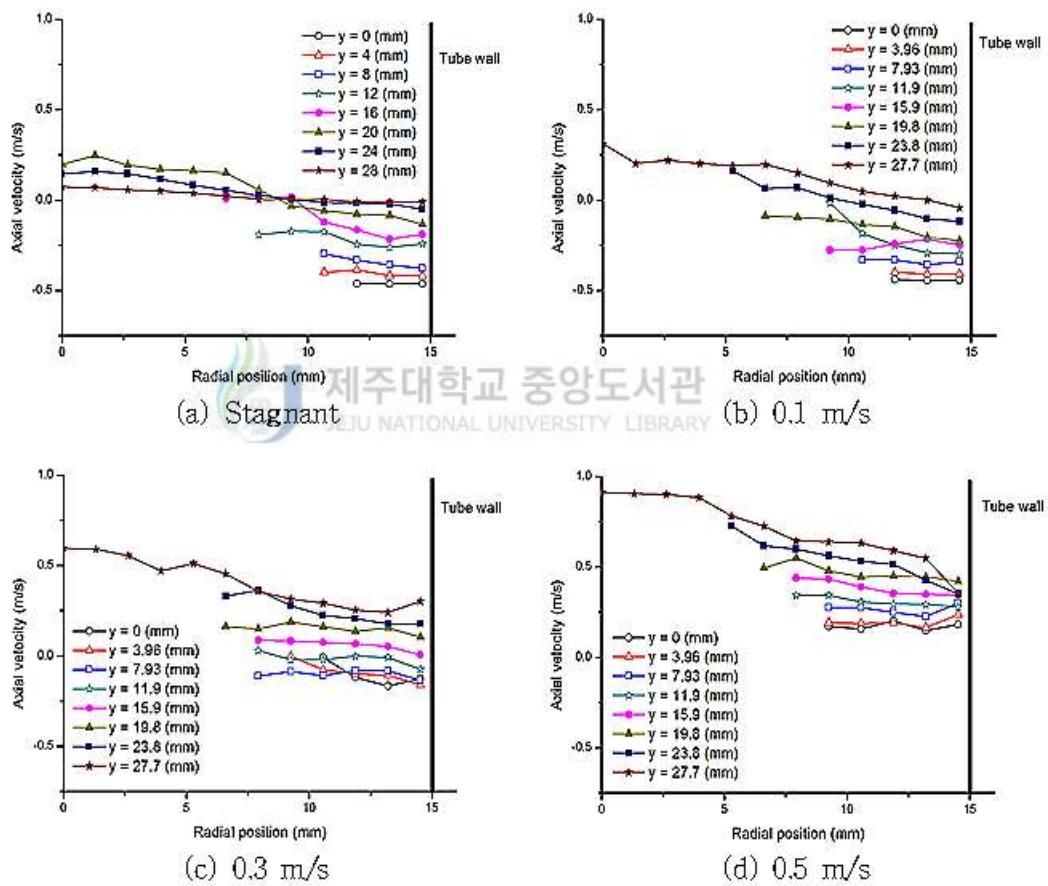 1.0
0.5
0.0
-0.5
Axial velocity (m/s)
y = 0 (mm)
y = 4 (mm)
y = 8 (mm)
y = 12 (mm)
y = 16 (mm)
y = 20 (mm)
y = 24 (mm)
y = 28 (mm)
Tube wall
0 5 10 15
Radial position (mm)
(a) Stagnant
1.0
0.5
0.0
-0.5
Axial velocity (m/s)
y = 0 (mm)
y = 3.96 (mm)
y = 7.93 (mm)
y = 11.9 (mm)
y = 15.9 (mm)
y = 19.8 (mm)
y = 23.8 (mm)
y = 27.7 (mm)
Tube wall
0 5 10 15
Radial position (mm)
(b) 0.1 m/s
제주대학교 중앙도서관
JEJU NATIONAL UNIVERSITY LIBRARY
1.0
0.5
0.0
-0.5
Axial velocity (m/s)
y = 0 (mm)
y = 3.96 (mm)
y = 7.93 (mm)
y = 11.9 (mm)
y = 15.9 (mm)
y = 19.8 (mm)
y = 23.8 (mm)
y = 27.7 (mm)
Tube wall
0 5 10 15
Radial position (mm)
(c) 0.3 m/s
1.0
0.5
0.0
-0.5
Axial velocity (m/s)
y = 0 (mm)
y = 3.96 (mm)
y = 7.93 (mm)
y = 11.9 (mm)
y = 15.9 (mm)
y = 19.8 (mm)
y = 23.8 (mm)
y = 27.7 (mm)
Tube wall
0 5 10 15
Radial position (mm)
(d) 0.5 m/s